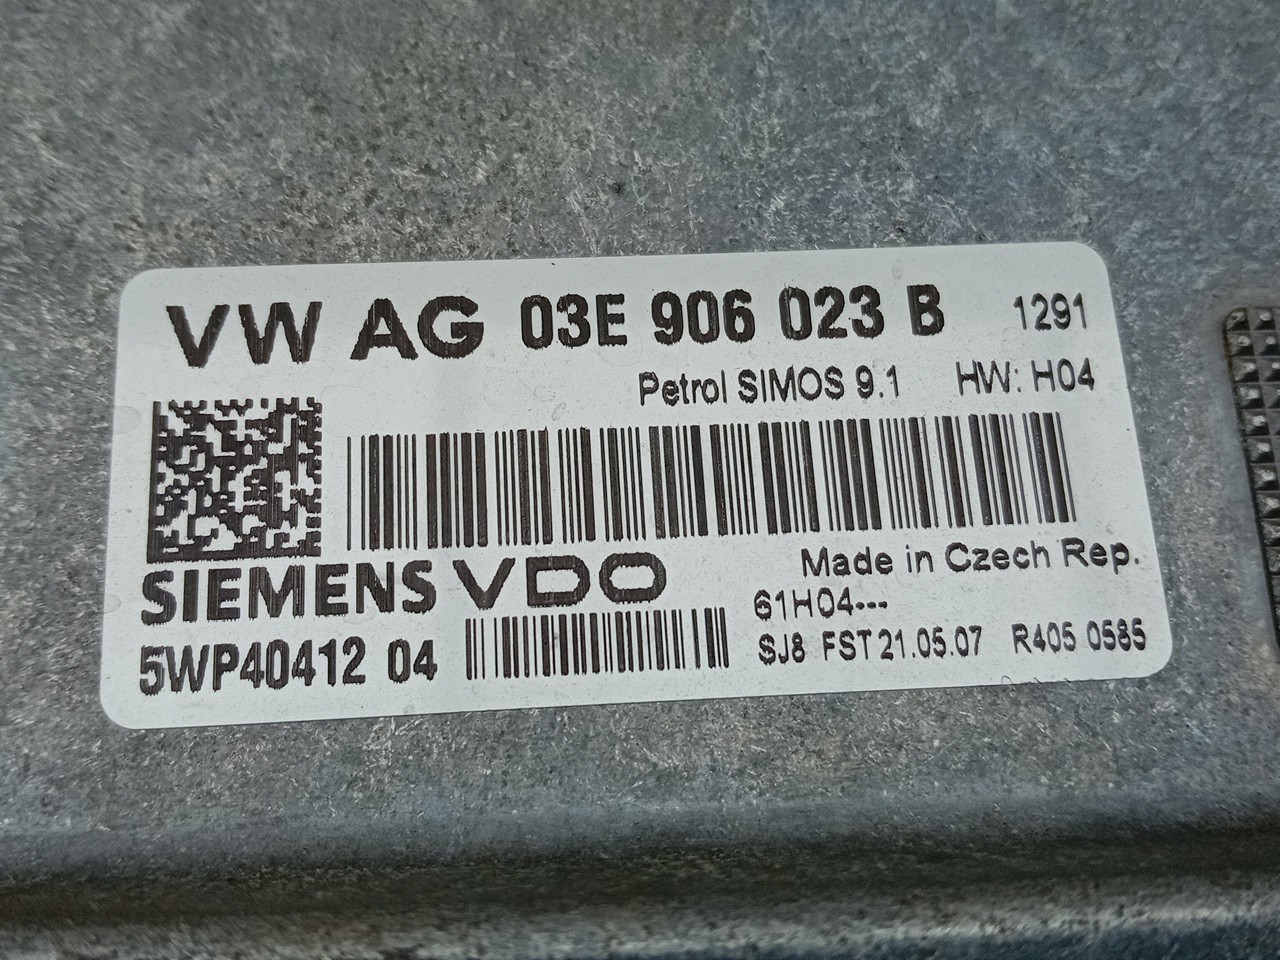 VW AG 03E 906 023 B 1291
Petrol SIMOS 9.1 HW: H04
Made in Czech Rep.
SIEMENS VDO
61H04---
5WP40412 04
SJ8 FST 21.05.07 R405 0585